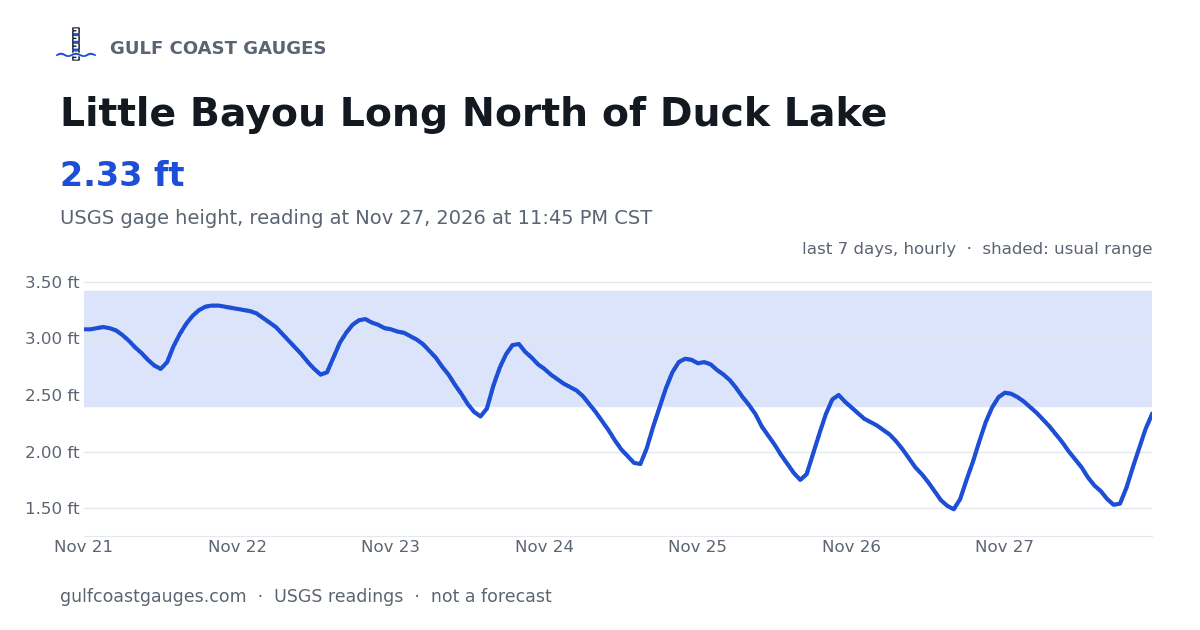 GULF COAST GAUGES
Little Bayou Long North of Duck Lake
2.33 ft
USGS gage height, reading at Nov 27, 2026 at 11:45 PM CST
last 7 days, hourly · shaded: usual range
3.50 ft
3.00 ft
2.50 ft
2.00 ft
1.50 ft
Nov 21 Nov 22 Nov 23 Nov 24 Nov 25 Nov 26 Nov 27
gulfcoastgauges.com · USGS readings · not a forecast